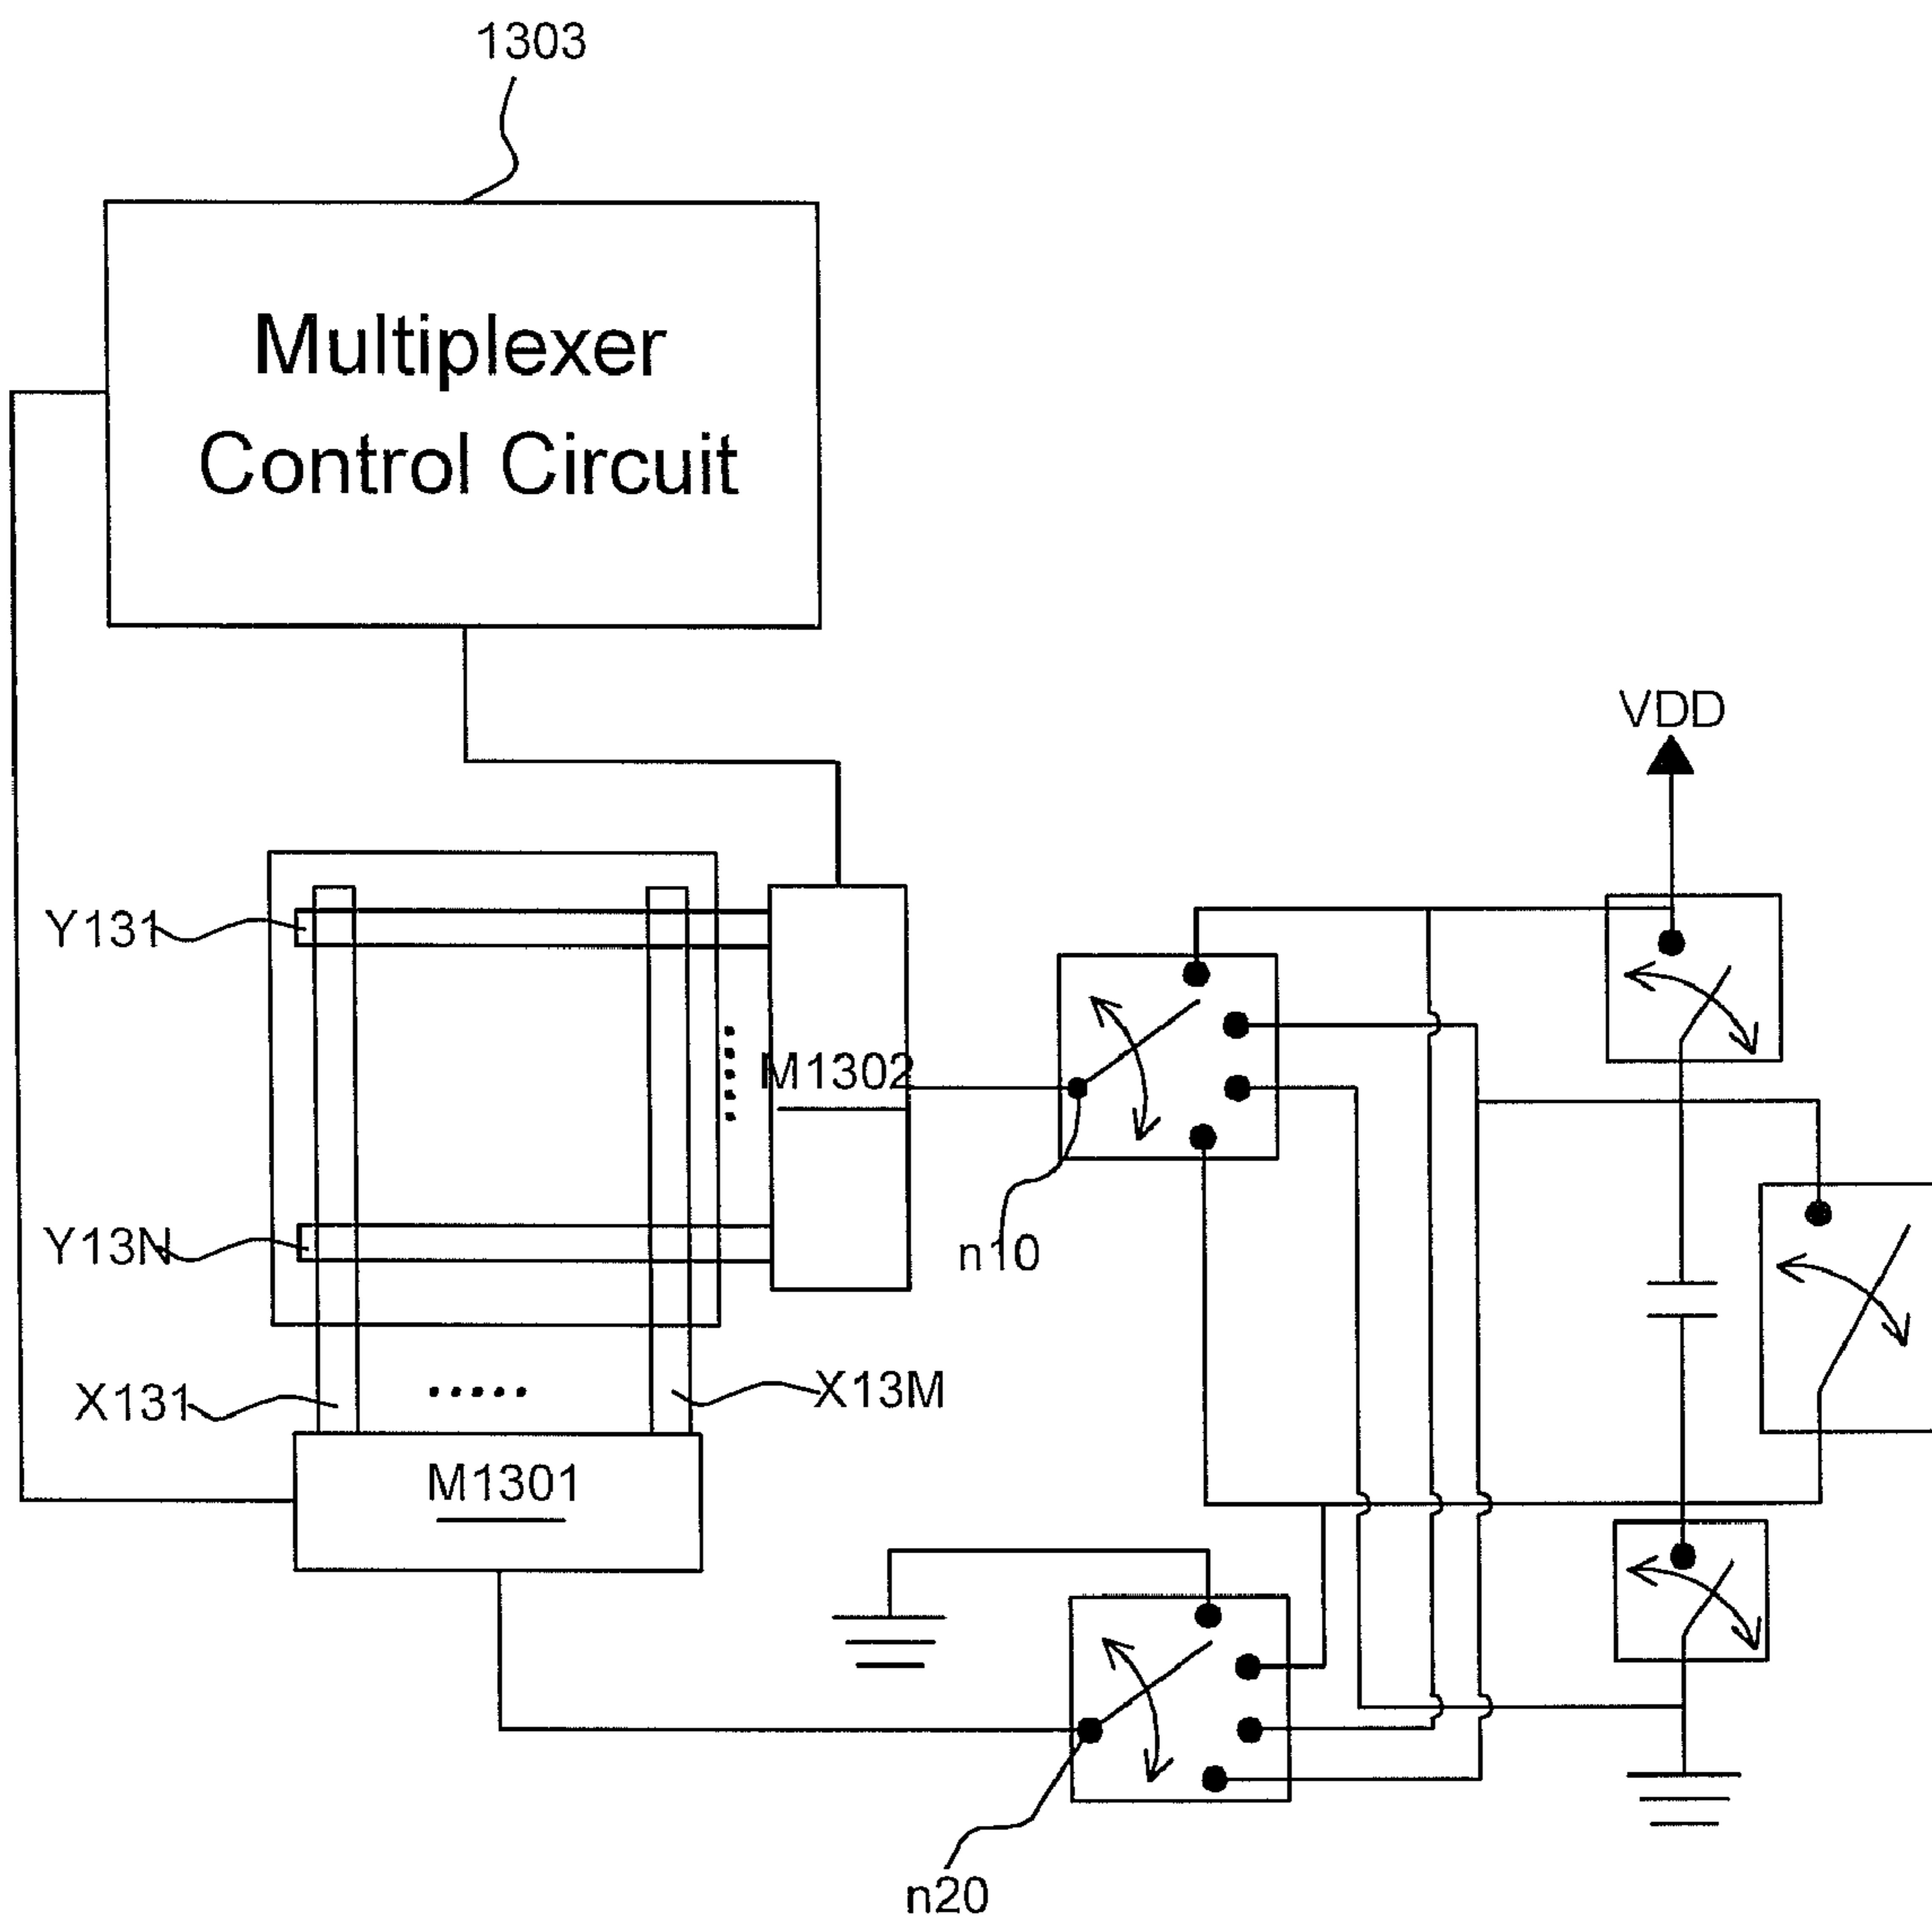 1303
Multiplexer
Control Circuit
VDD
Y131
M1302
Y13N
n10
X131
X13M
M1301
n20